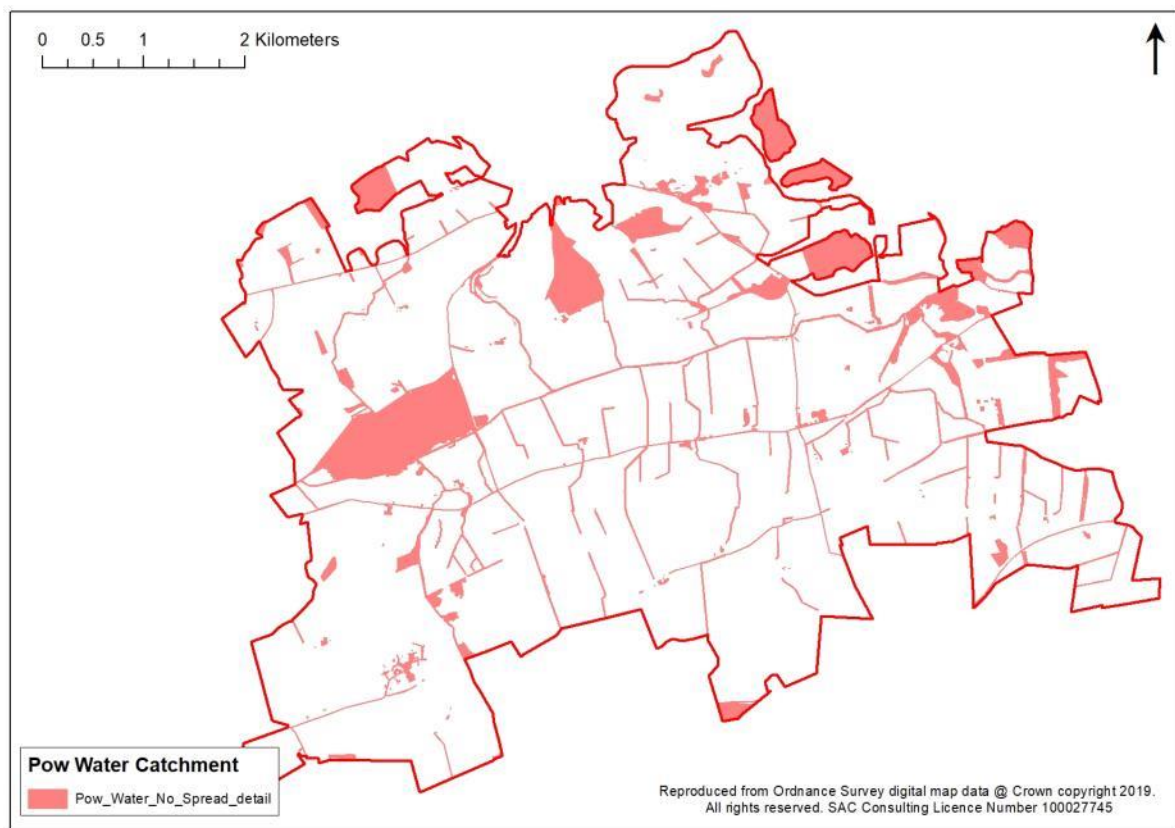 0 0.5 1 2 Kilometers
Pow Water Catchment
Pow_Water_No_Spread_detail
Reproduced from Ordnance Survey digital map data @ Crown copyright 2019.
All rights reserved. SAC Consulting Licence Number 100027745